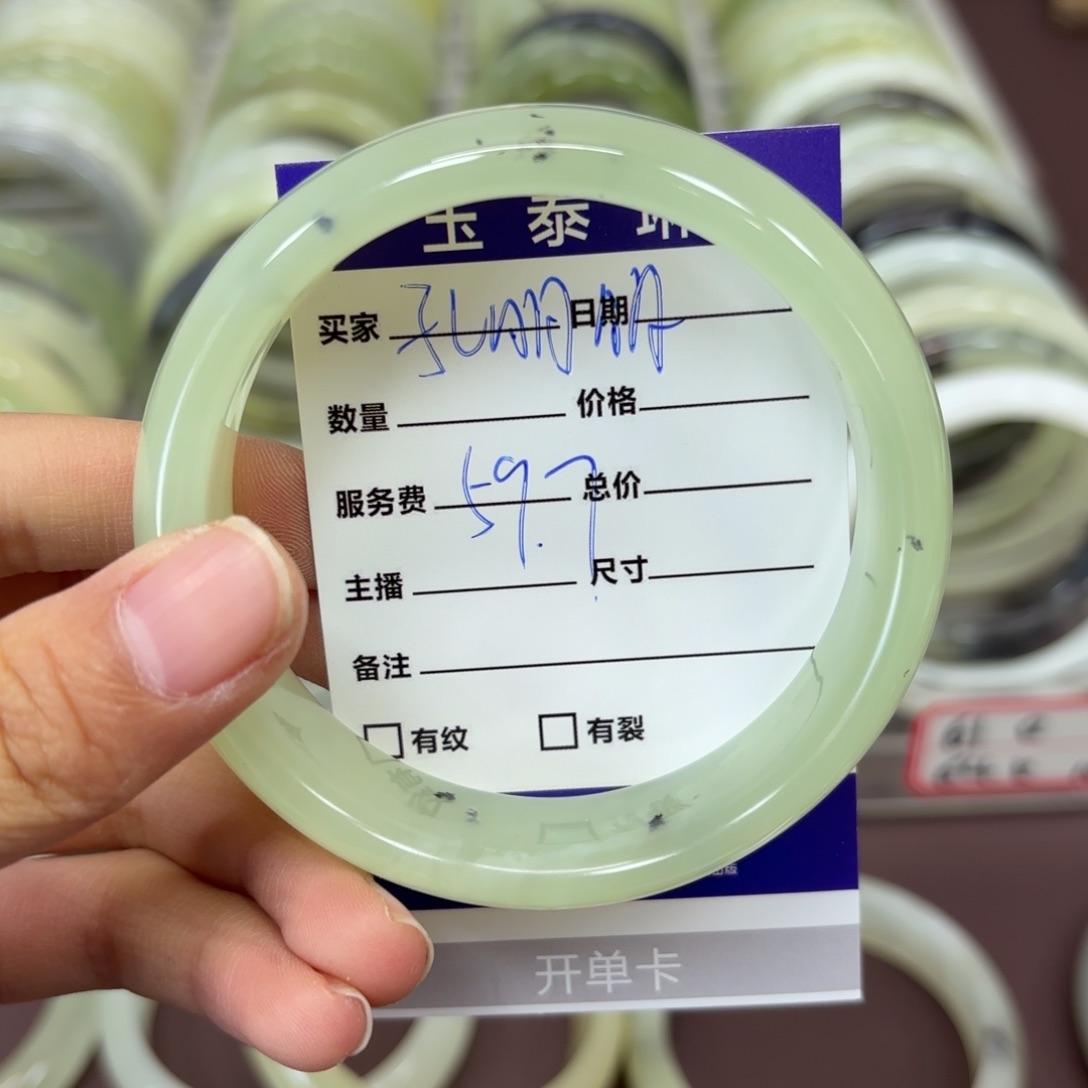 玉泰琳
买家 孔明明 日期
数量 价格
服务费 59.7 总价
主播 尺寸
备注
□有纹 □有裂
开单卡